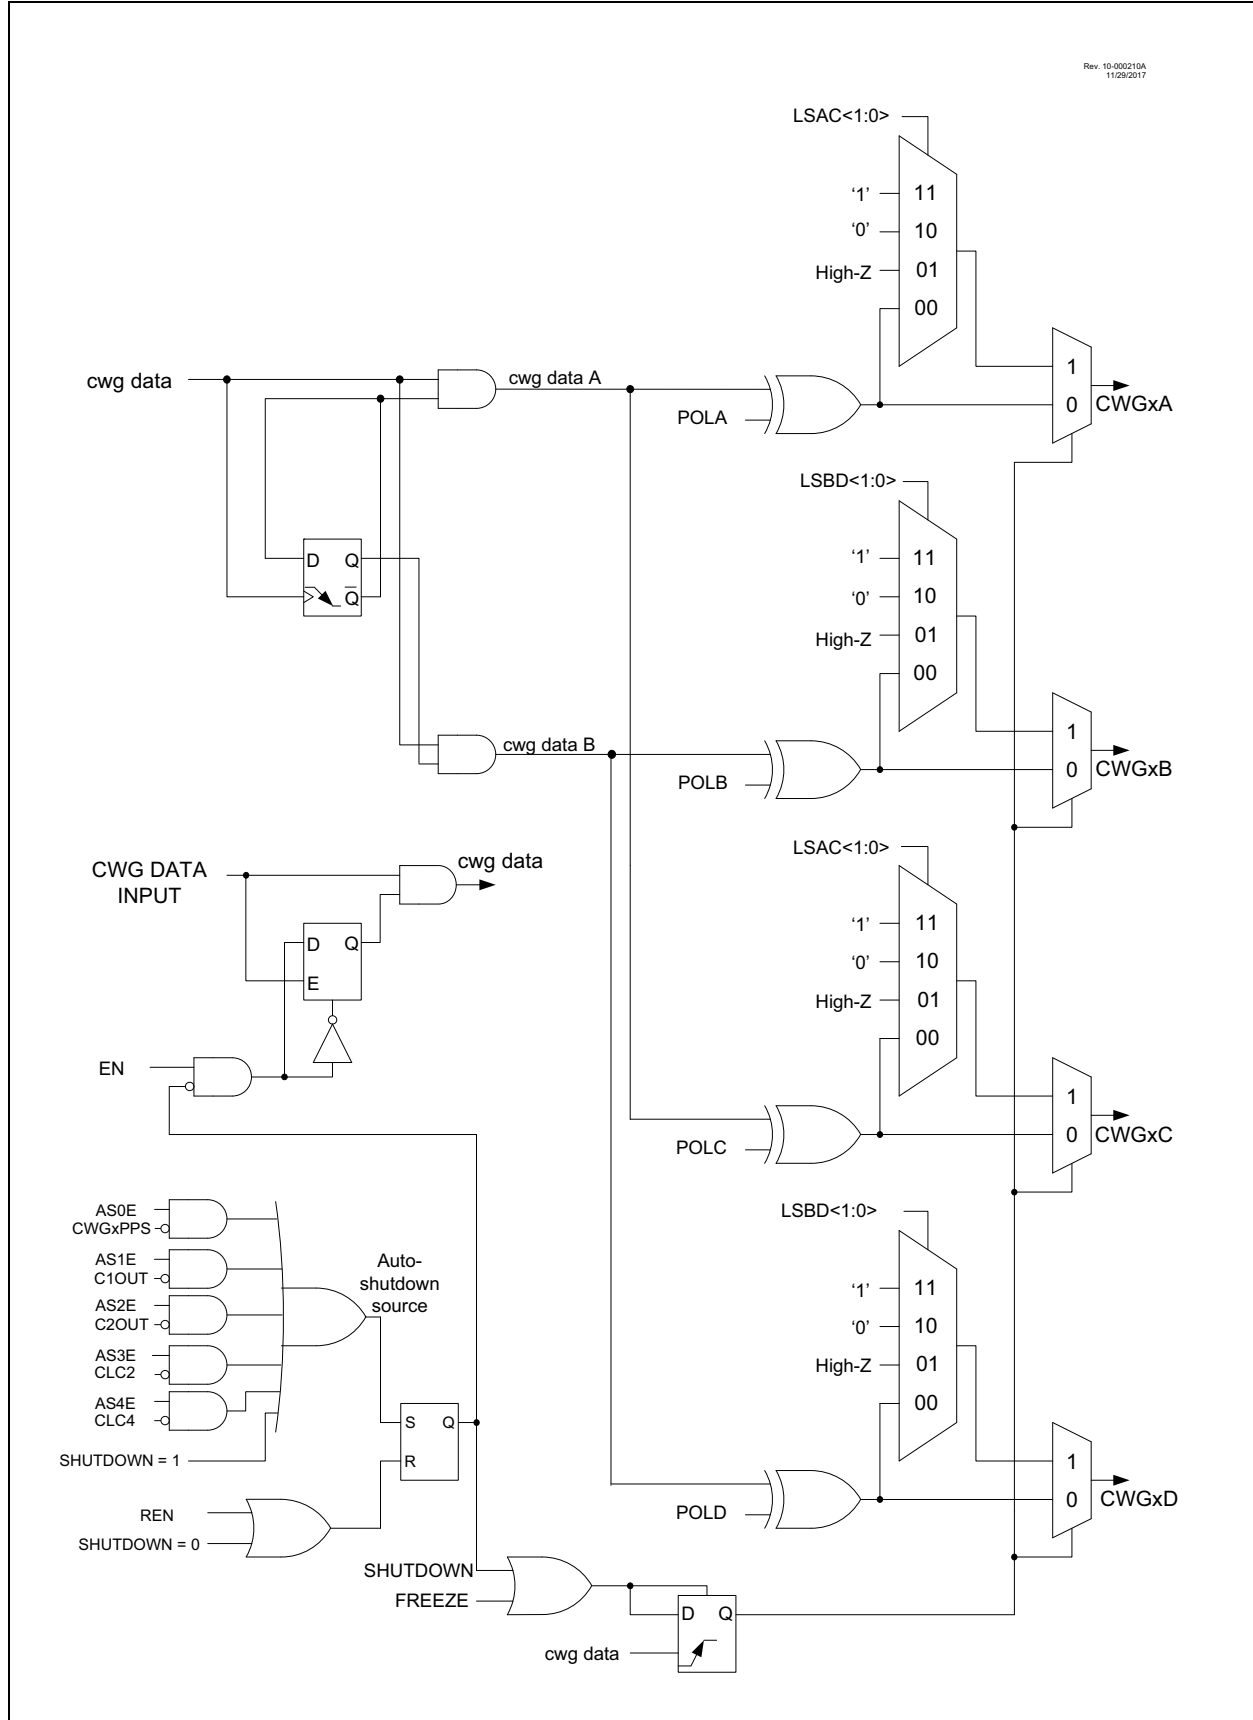 Rev. 10-000210A
11/29/2017
LSAC<1:0>
‘1’ 11
‘0’ 10
High-Z 01
00
cwg data
cwg data A
POLA
1
0
CWGxA
LSBD<1:0>
D Q
Q̅
‘1’ 11
‘0’ 10
High-Z 01
00
cwg data B
POLB
1
0
CWGxB
CWG DATA
INPUT
cwg data
D Q
E
EN
LSAC<1:0>
‘1’ 11
‘0’ 10
High-Z 01
00
POLC
1
0
CWGxC
AS0E
CWGxPPS
AS1E
C1OUT
AS2E
C2OUT
AS3E
CLC2
AS4E
CLC4
SHUTDOWN = 1
Auto-
shutdown
source
S Q
R
REN
SHUTDOWN = 0
LSBD<1:0>
‘1’ 11
‘0’ 10
High-Z 01
00
POLD
1
0
CWGxD
SHUTDOWN
FREEZE
D Q
cwg data